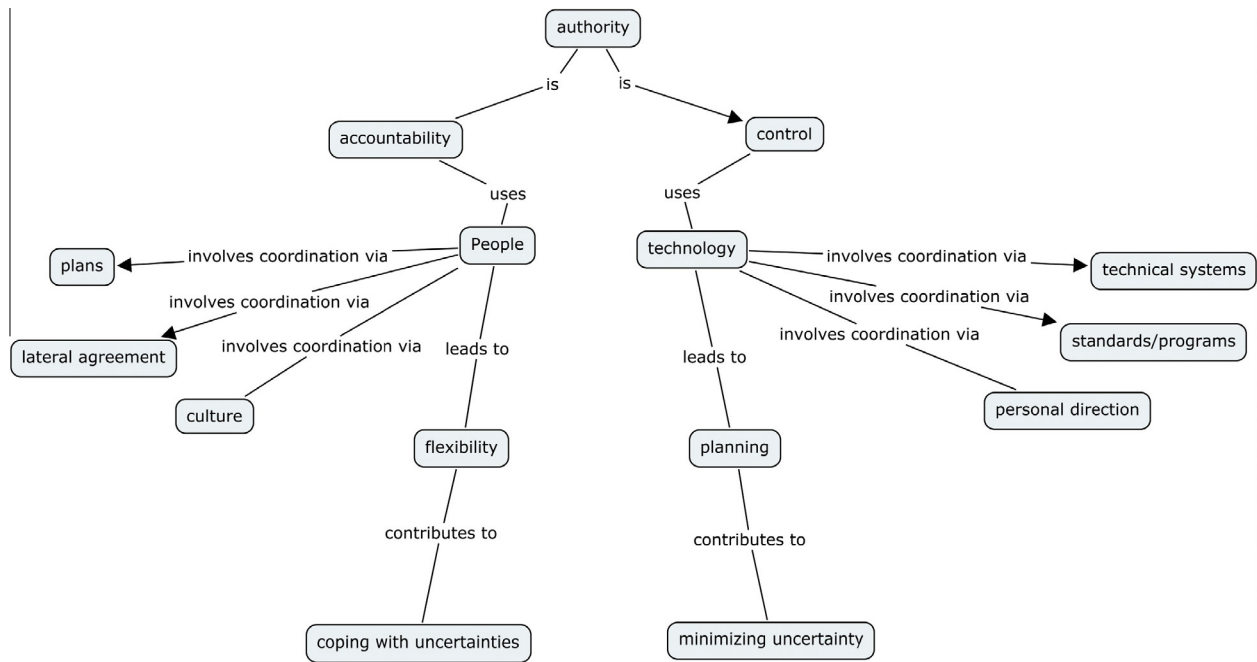 authority
is
is
accountability
control
uses
uses
People
technology
plans
involves coordination via
involves coordination via
technical systems
involves coordination via
involves coordination via
lateral agreement
involves coordination via
involves coordination via
standards/programs
leads to
leads to
culture
personal direction
flexibility
planning
contributes to
contributes to
coping with uncertainties
minimizing uncertainty